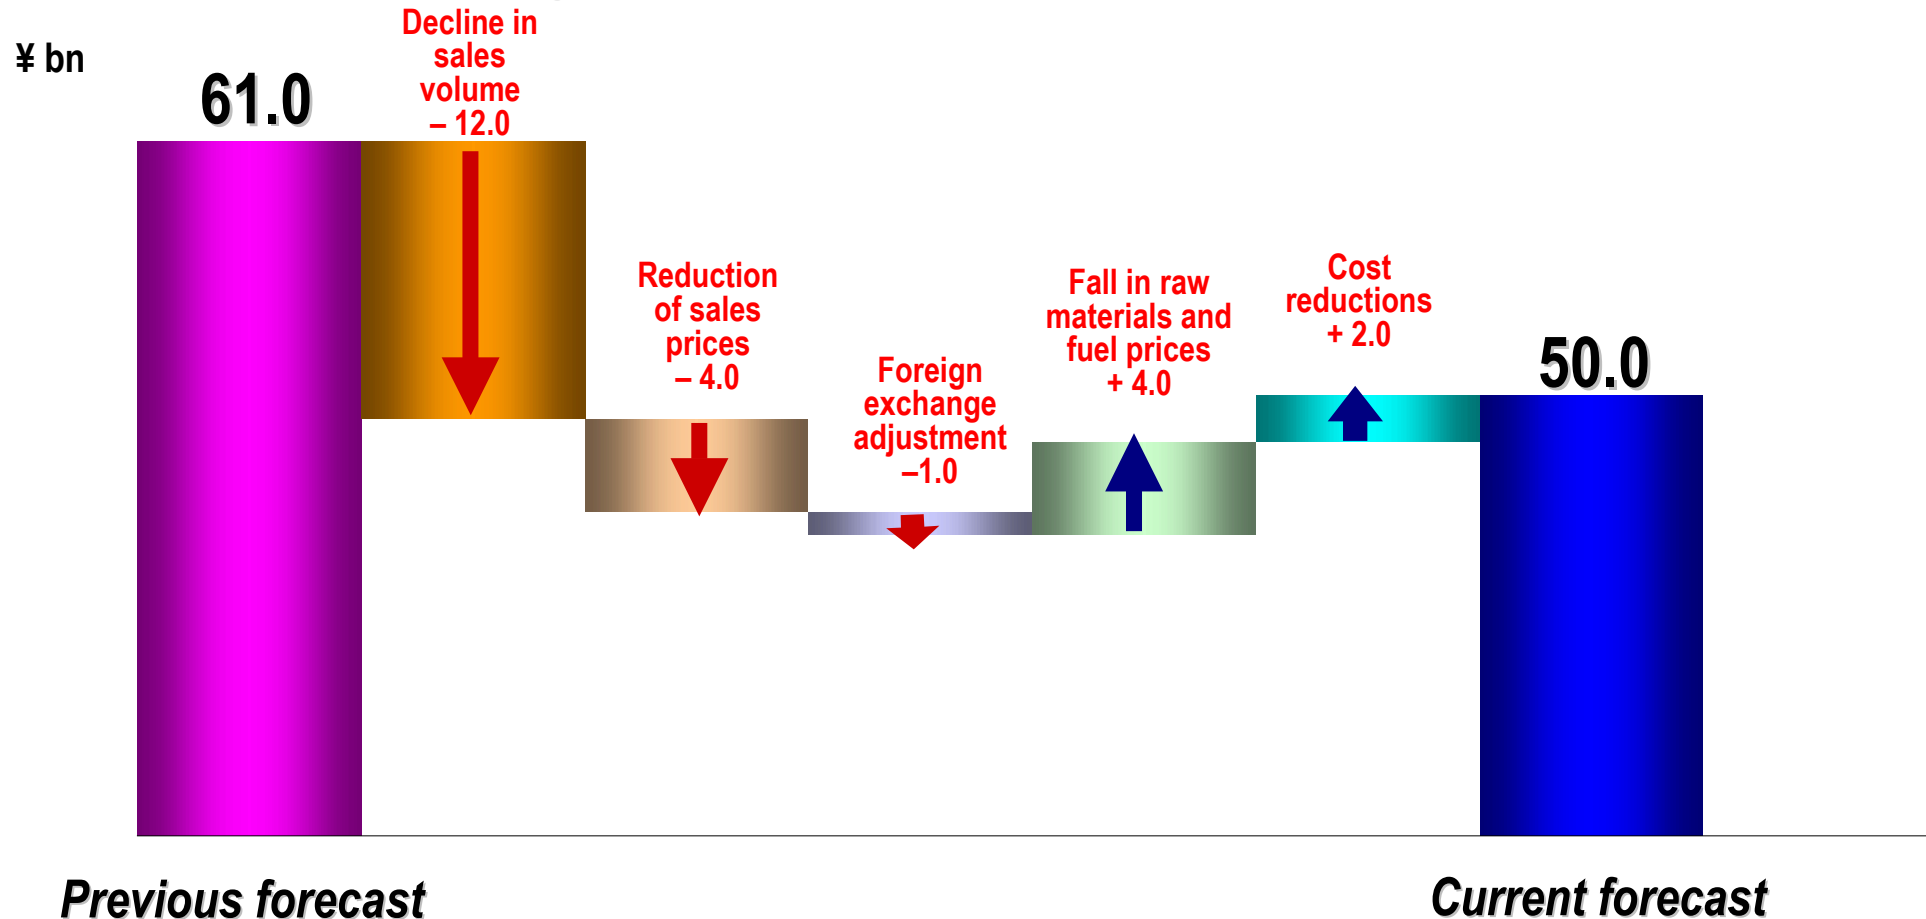 ¥ bn
61.0
Decline in
sales
volume
– 12.0
Reduction
of sales
prices
– 4.0
Foreign
exchange
adjustment
–1.0
Fall in raw
materials and
fuel prices
+ 4.0
Cost
reductions
+ 2.0
50.0
Previous forecast
Current forecast